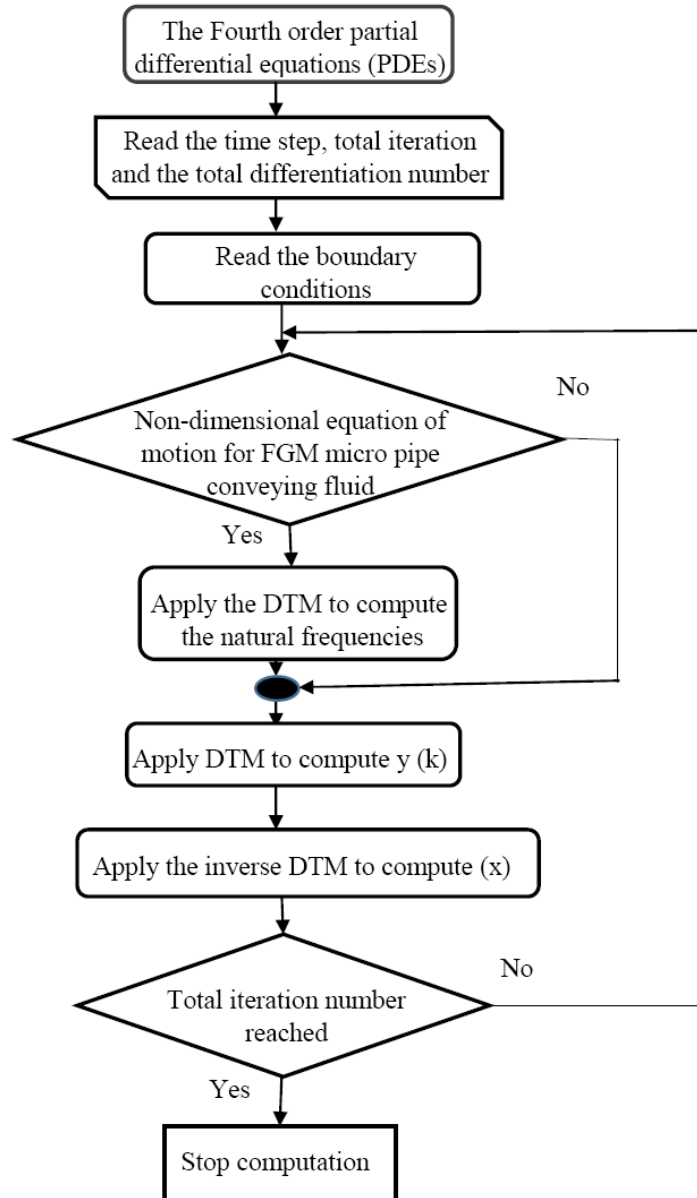 The Fourth order partial
differential equations (PDEs)
Read the time step, total iteration
and the total differentiation number
Read the boundary
conditions
No
Non-dimensional equation of
motion for FGM micro pipe
conveying fluid
Yes
Apply the DTM to compute
the natural frequencies
Apply DTM to compute y (k)
Apply the inverse DTM to compute (x)
No
Total iteration number
reached
Yes
Stop computation